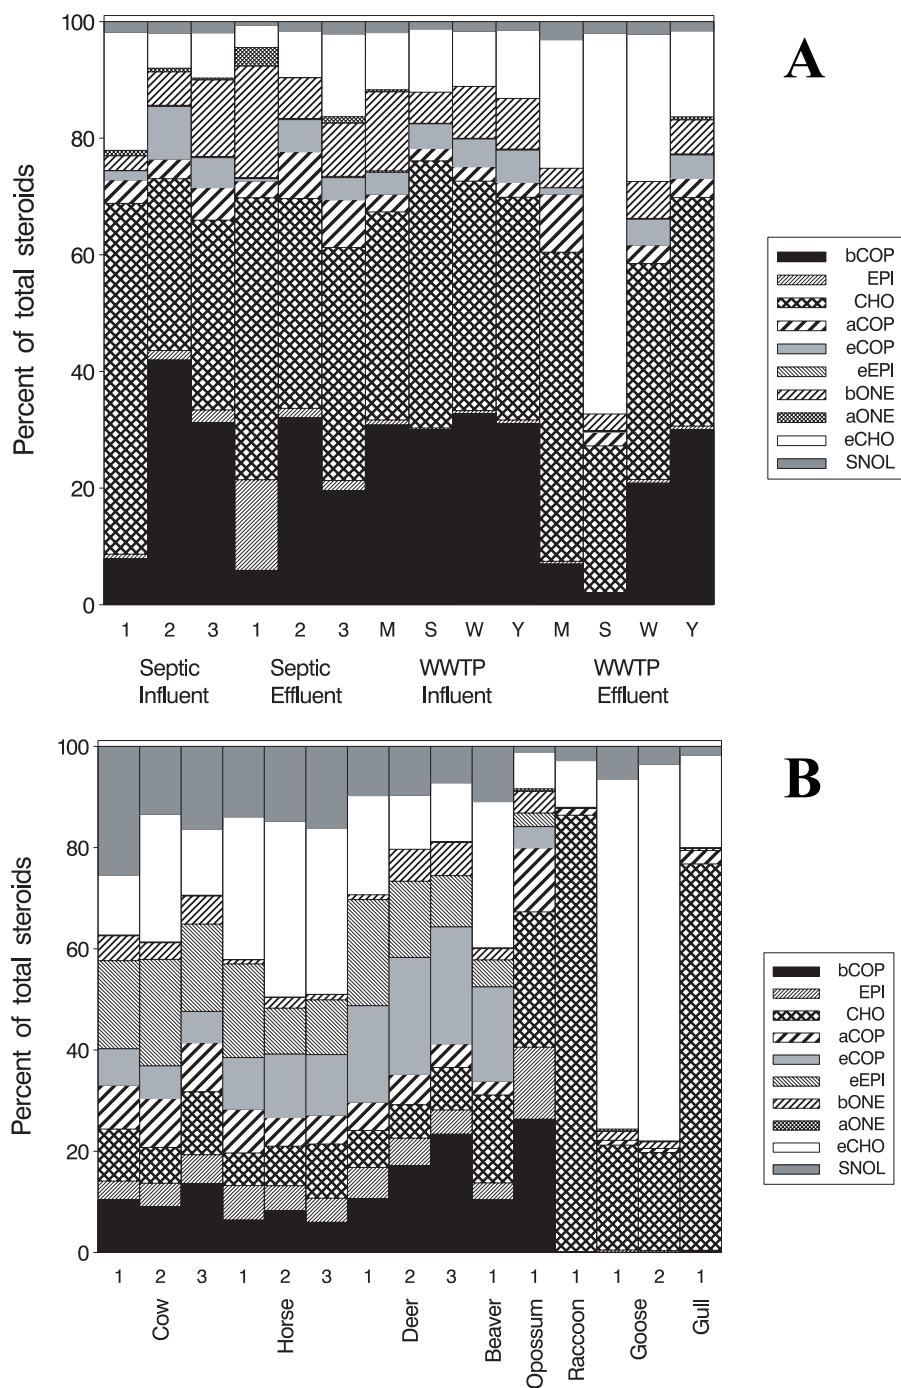 A
Percent of total steroids
100
80
60
40
20
0
1 2 3 1 2 3 M S W Y M S W Y
Septic Septic WWTP WWTP
Influent Effluent Influent Effluent
bCOP
EPI
CHO
aCOP
eCOP
eEPI
bONE
aONE
eCHO
SNOL
B
Percent of total steroids
100
80
60
40
20
0
1 2 3 1 2 3 1 2 3 1 1 1 1 2 1
Cow Horse Deer Beaver Opossum Raccoon Goose Gull
bCOP
EPI
CHO
aCOP
eCOP
eEPI
bONE
aONE
eCHO
SNOL